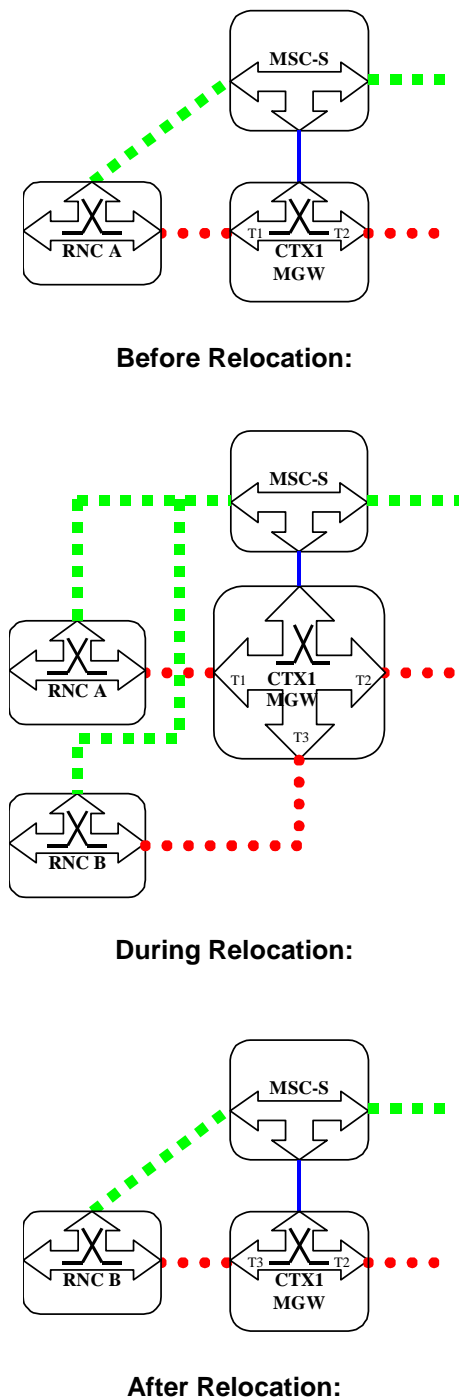 MSC-S
RNC A
T1
T2
CTX1
MGW
Before Relocation:
MSC-S
RNC A
T1
T2
CTX1
MGW
T3
RNC B
During Relocation:
MSC-S
RNC B
T3
T2
CTX1
MGW
After Relocation: